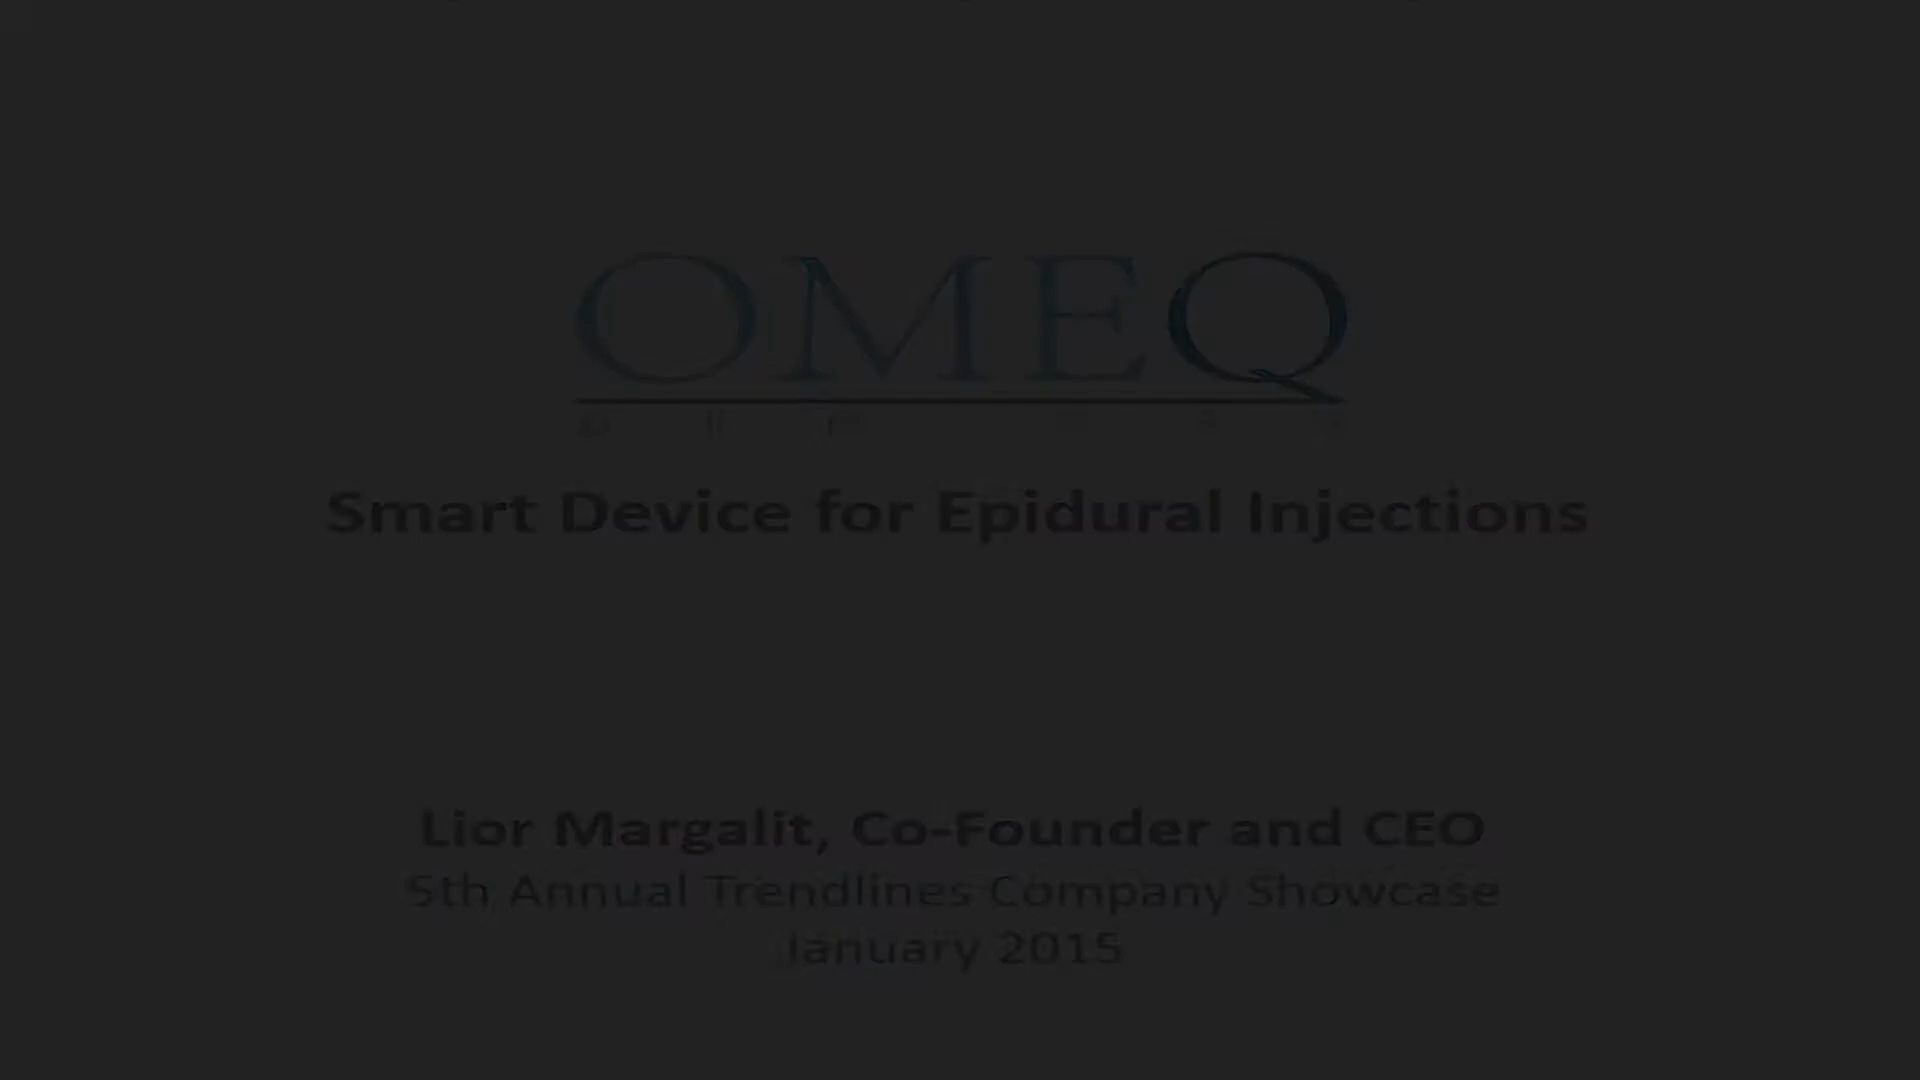 OMEQ
Smart Device for Epidural Injections
Lior Margalit, Co-Founder and CEO
5th Annual Trendlines Company Showcase
January 2015